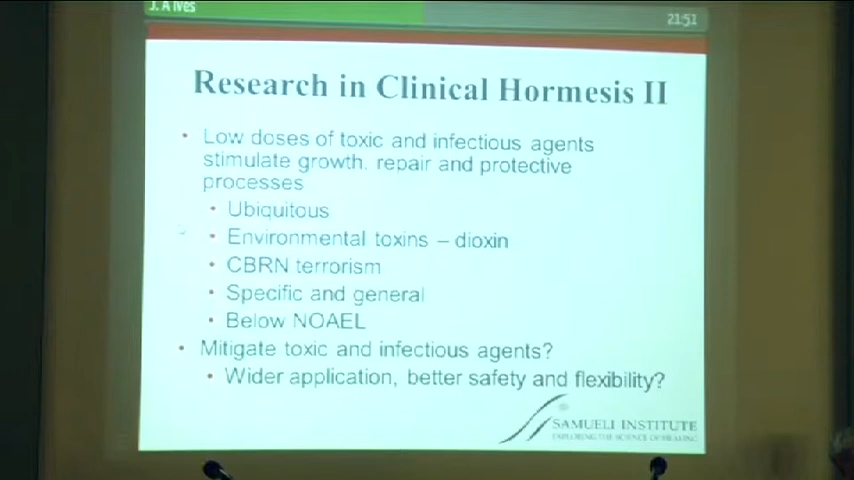 J. Alves
21:51
Research in Clinical Hormesis II
• Low doses of toxic and infectious agents
stimulate growth, repair and protective
processes
• Ubiquitous
• Environmental toxins – dioxin
• CBRN terrorism
• Specific and general
• Below NOAEL
• Mitigate toxic and infectious agents?
• Wider application, better safety and flexibility?
SAMUELI INSTITUTE
EXPLORING THE SCIENCE OF HEALING